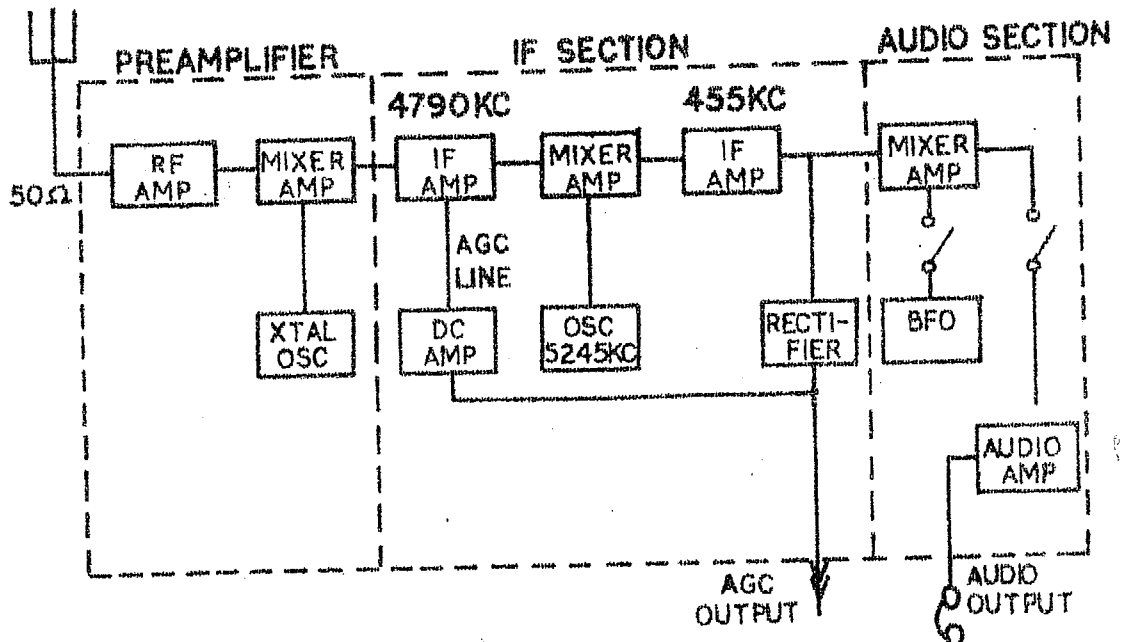 PREAMPLIFIER
IF SECTION
AUDIO SECTION
4790KC
455KC
50Ω
RF
AMP
MIXER
AMP
IF
AMP
MIXER
AMP
IF
AMP
MIXER
AMP
AGC
LINE
XTAL
OSC
DC
AMP
OSC
5245KC
RECTI-
FIER
BFO
AUDIO
AMP
AGC
OUTPUT
AUDIO
OUTPUT